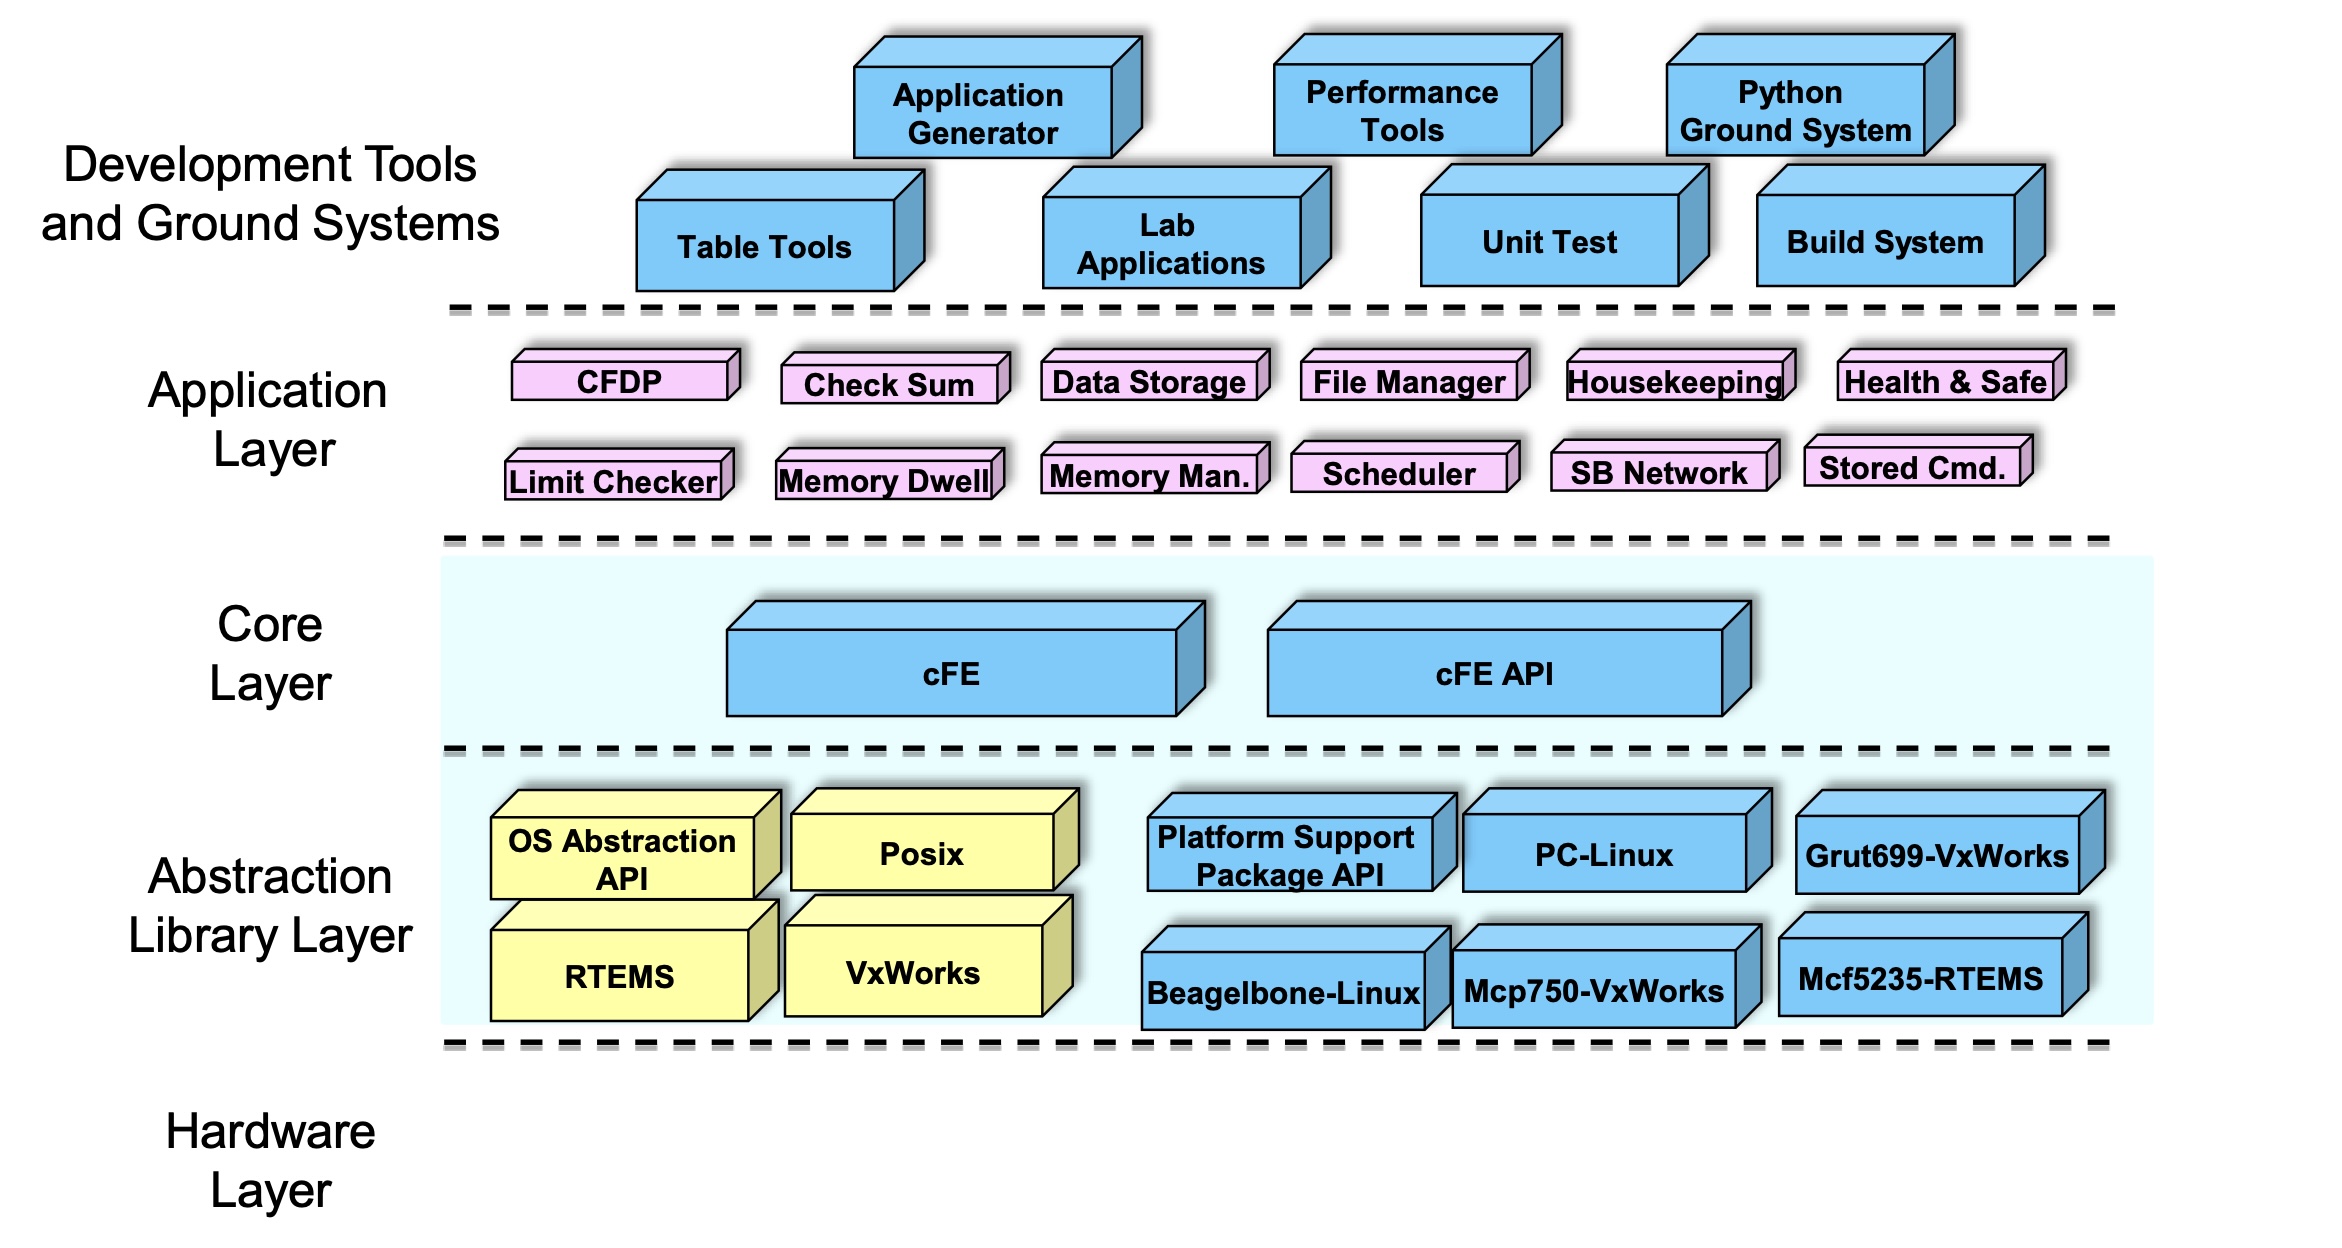 Development Tools
and Ground Systems
Application
Generator
Performance
Tools
Python
Ground System
Table Tools
Lab
Applications
Unit Test
Build System
Application
Layer
CFDP
Check Sum
Data Storage
File Manager
Housekeeping
Health & Safe
Limit Checker
Memory Dwell
Memory Man.
Scheduler
SB Network
Stored Cmd.
Core
Layer
cFE
cFE API
Abstraction
Library Layer
OS Abstraction
API
Posix
Platform Support
Package API
PC-Linux
Grut699-VxWorks
RTEMS
VxWorks
Beagelbone-Linux
Mcp750-VxWorks
Mcf5235-RTEMS
Hardware
Layer